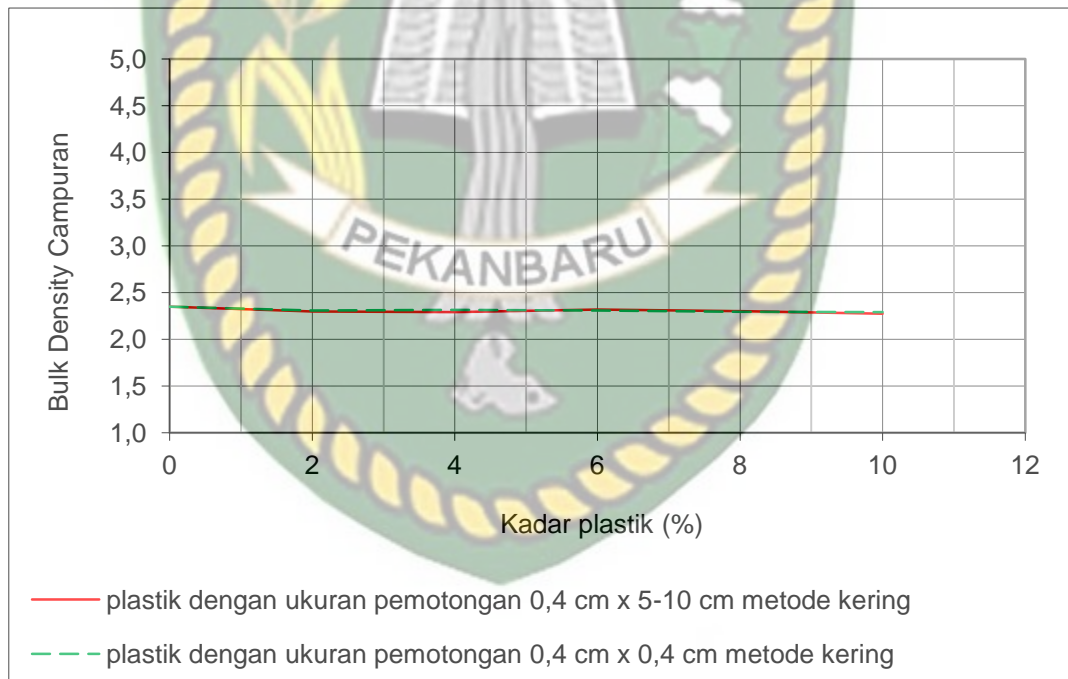 5,0
4,5
4,0
3,5
3,0
2,5
2,0
1,5
1,0
Bulk Density Campuran
PEKANBARU
0 2 4 6 8 10 12
Kadar plastik (%)
plastik dengan ukuran pemotongan 0,4 cm x 5-10 cm metode kering
plastik dengan ukuran pemotongan 0,4 cm x 0,4 cm metode kering